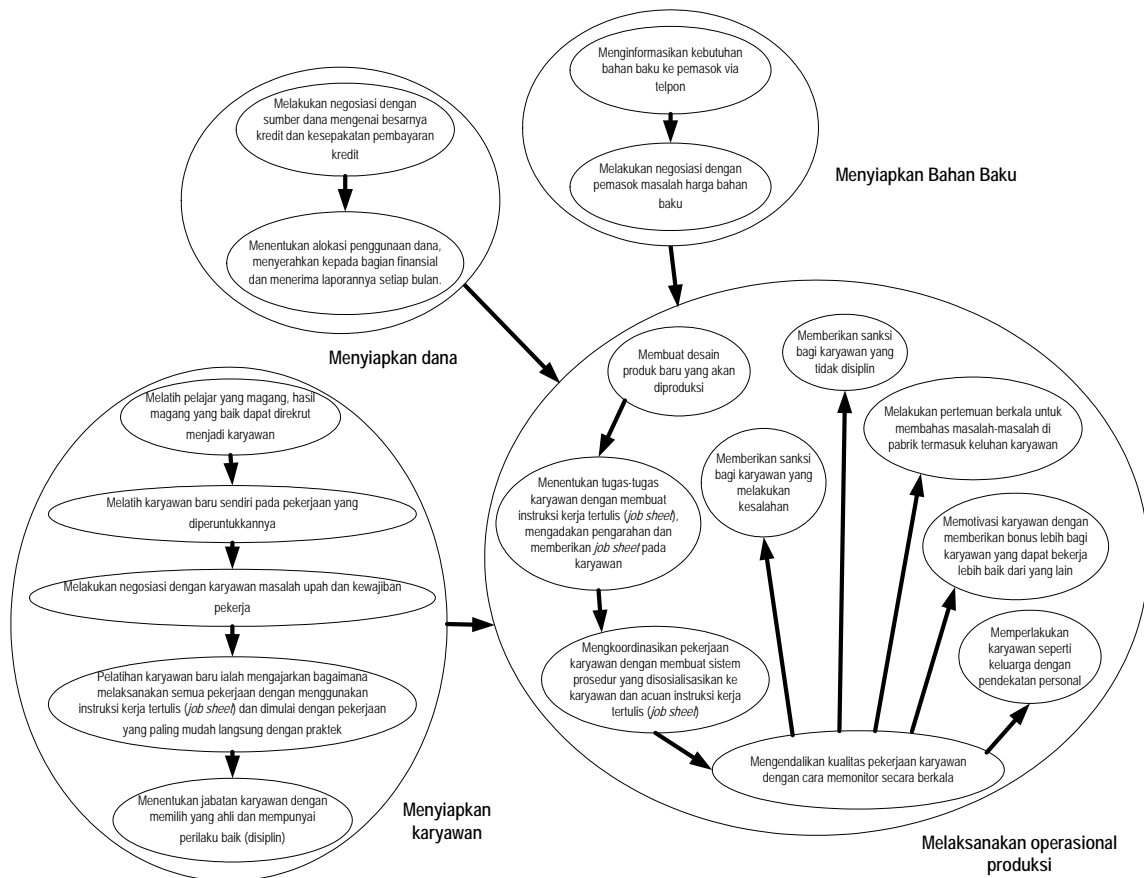 Menginformasikan kebutuhan
bahan baku ke pemasok via
telpon
Melakukan negosiasi dengan
pemasok masalah harga bahan
baku
Menyiapkan Bahan Baku
Melakukan negosiasi dengan
sumber dana mengenai besarnya
kredit dan kesepakatan pembayaran
kredit
Menentukan alokasi penggunaan dana,
menyerahkan kepada bagian finansial
dan menerima laporannya setiap bulan.
Menyiapkan dana
Melatih pelajar yang magang, hasil
magang yang baik dapat direkrut
menjadi karyawan
Melatih karyawan baru sendiri pada pekerjaan yang
diperuntukkannya
Melakukan negosiasi dengan karyawan masalah upah dan kewajiban
pekerja
Pelatihan karyawan baru ialah mengajarkan bagaimana
melaksanakan semua pekerjaan dengan menggunakan
instruksi kerja tertulis (job sheet) dan dimulai dengan pekerjaan
yang paling mudah langsung dengan praktek
Menentukan jabatan karyawan dengan
memilih yang ahli dan mempunyai
perilaku baik (disiplin)
Menyiapkan
karyawan
Membuat desain
produk baru yang akan
diproduksi
Menentukan tugas-tugas
karyawan dengan membuat
instruksi kerja tertulis (job sheet),
mengadakan pengarahan dan
memberikan job sheet pada
karyawan
Mengkoordinasikan pekerjaan
karyawan dengan membuat sistem
prosedur yang disosialisasikan ke
karyawan dan acuan instruksi kerja
tertulis (job sheet)
Mengendalikan kualitas pekerjaan karyawan
dengan cara memonitor secara berkala
Memberikan sanksi
bagi karyawan yang
melakukan
kesalahan
Memberikan sanksi
bagi karyawan yang
tidak disiplin
Melakukan pertemuan berkala untuk
membahas masalah-masalah di
pabrik termasuk keluhan karyawan
Memotivasi karyawan dengan
memberikan bonus lebih bagi
karyawan yang dapat bekerja
lebih baik dari yang lain
Memperlakukan
karyawan seperti
keluarga dengan
pendekatan personal
Melaksanakan operasional
produksi